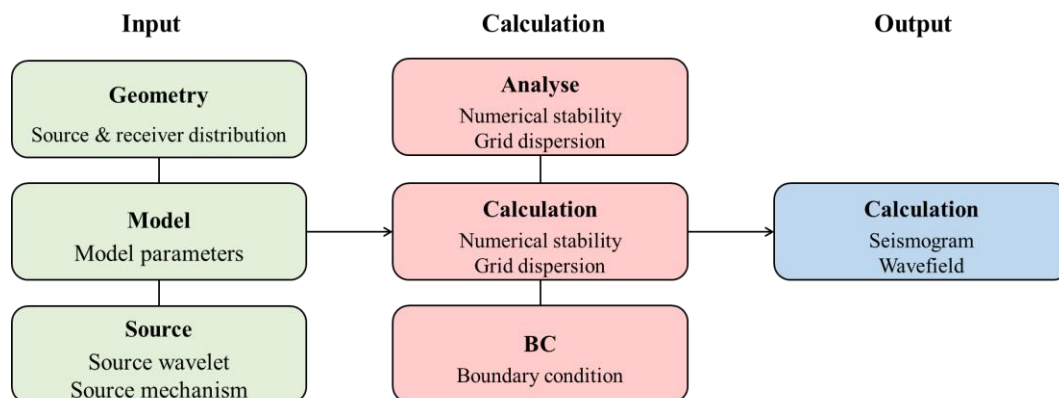 Input
Geometry
Source & receiver distribution
Model
Model parameters
Source
Source wavelet
Source mechanism
Calculation
Analyse
Numerical stability
Grid dispersion
Calculation
Numerical stability
Grid dispersion
BC
Boundary condition
Output
Calculation
Seismogram
Wavefield